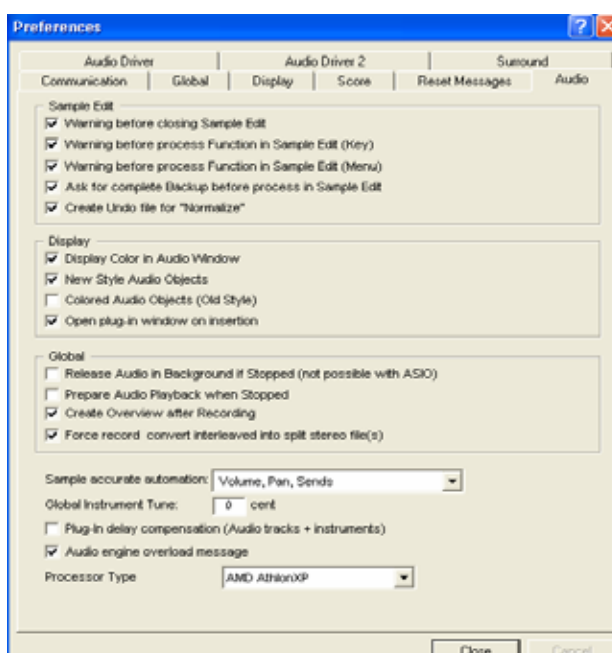 Preferences
Audio Driver Audio Driver 2 Surround
Communication Global Display Score Reset Messages Audio
Sample Edit
Warning before closing Sample Edit
Warning before process Function in Sample Edit (Key)
Warning before process Function in Sample Edit (Menu)
Ask for complete Backup before process in Sample Edit
Create Undo file for "Normalize"
Display
Display Color in Audio Window
New Style Audio Objects
Colored Audio Objects (Old Style)
Open plug-in window on insertion
Global
Release Audio in Background if Stopped (not possible with ASIO)
Prepare Audio Playback when Stopped
Create Overview after Recording
Force record convert interleaved into split stereo file(s)
Sample accurate automation: Volume, Pan, Sends
Global Instrument Tune: 0 cent
Plug-In delay compensation (Audio tracks + instruments)
Audio engine overload message
Processor Type AMD AthlonXP
Close Cancel